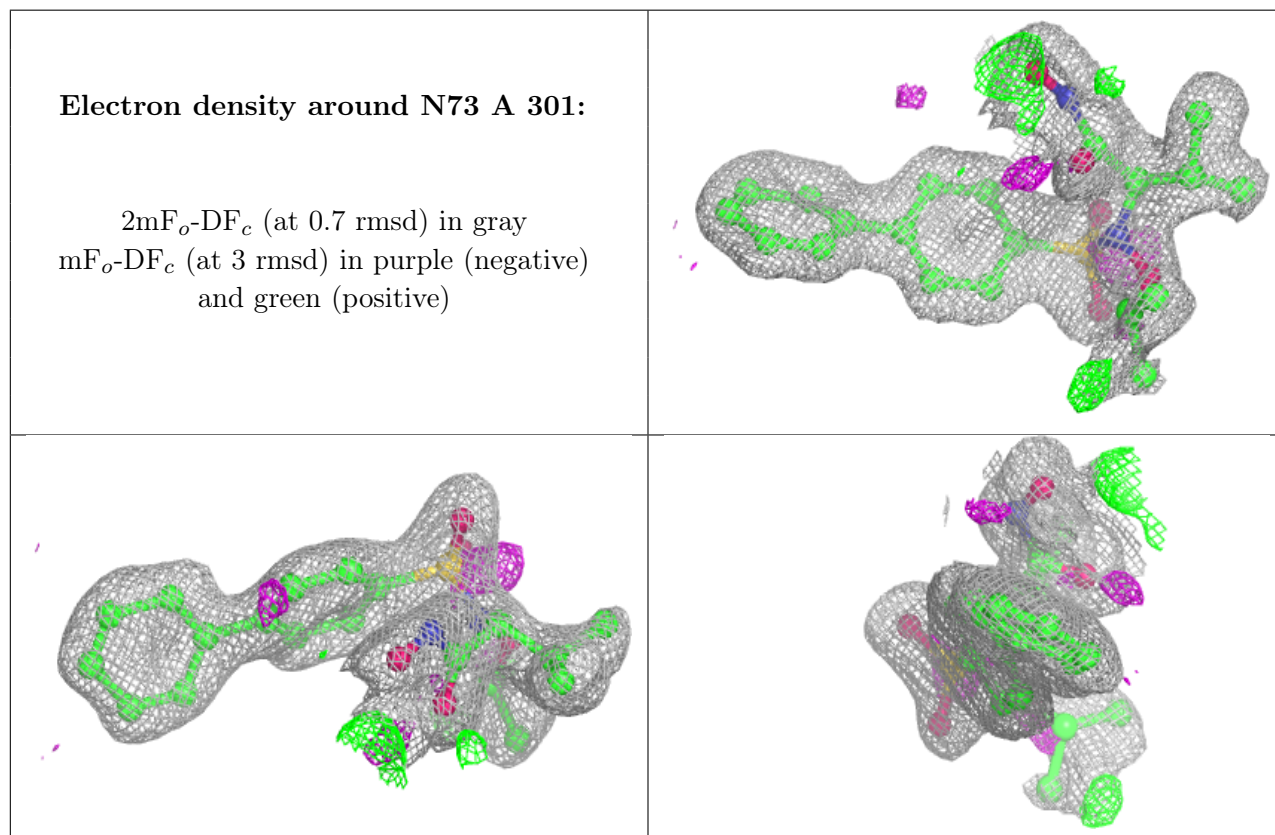 Electron density around N73 A 301:
2mFo-DFc (at 0.7 rmsd) in gray
mFo-DFc (at 3 rmsd) in purple (negative)
and green (positive)